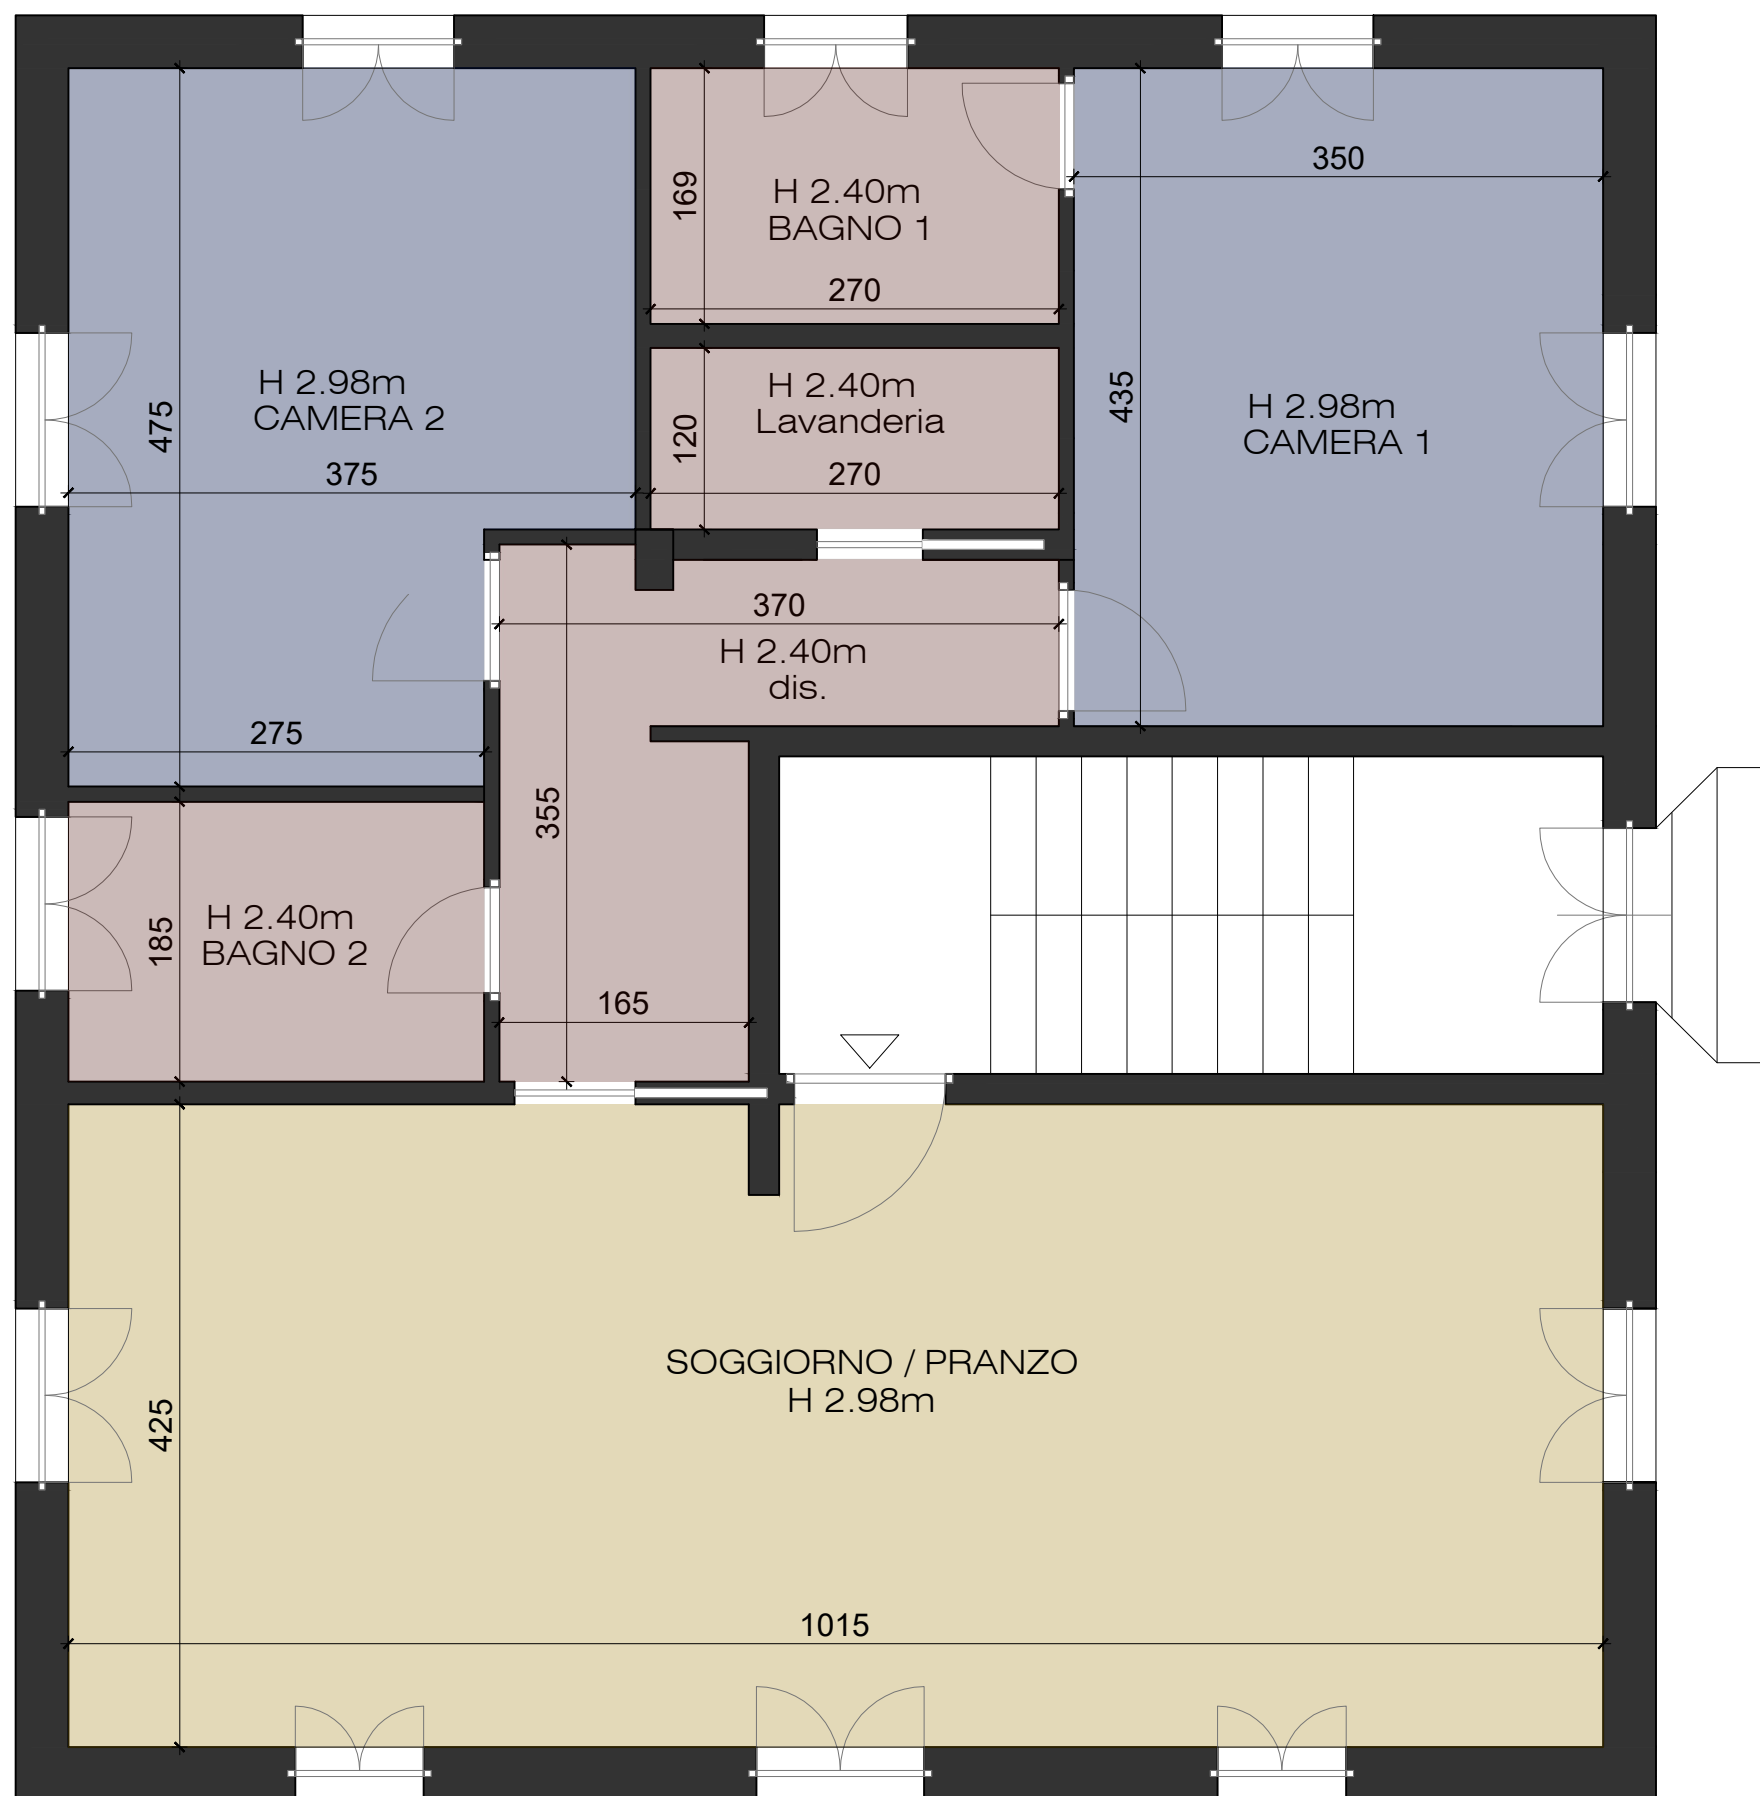 350
169
H 2.40m
BAGNO 1
270
H 2.98m
CAMERA 2
475
375
H 2.40m
Lavanderia
120
270
435
H 2.98m
CAMERA 1
370
H 2.40m
dis.
275
355
185
H 2.40m
BAGNO 2
165
SOGGIORNO / PRANZO
H 2.98m
425
1015